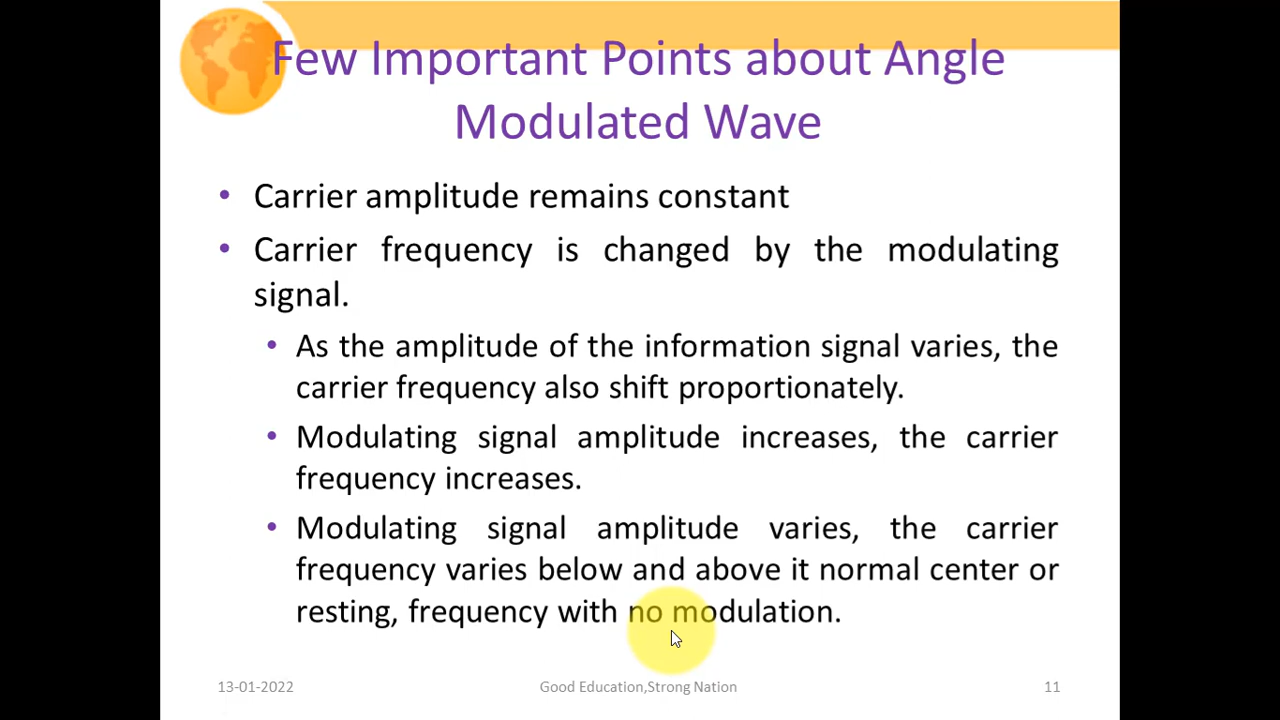 Few Important Points about Angle
Modulated Wave
• Carrier amplitude remains constant
• Carrier frequency is changed by the modulating
signal.
• As the amplitude of the information signal varies, the
carrier frequency also shift proportionately.
• Modulating signal amplitude increases, the carrier
frequency increases.
• Modulating signal amplitude varies, the carrier
frequency varies below and above it normal center or
resting, frequency with no modulation.
13-01-2022
Good Education,Strong Nation
11